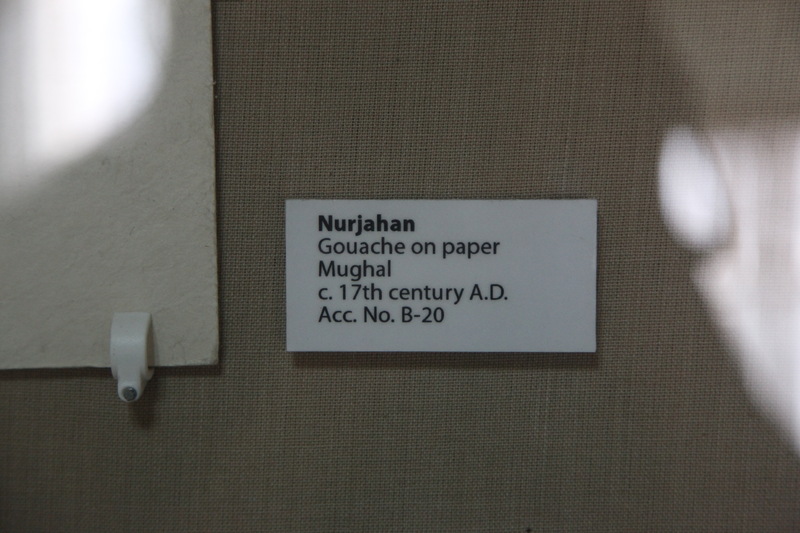 Nurjahan
Gouache on paper
Mughal
c. 17th century A.D.
Acc. No. B-20